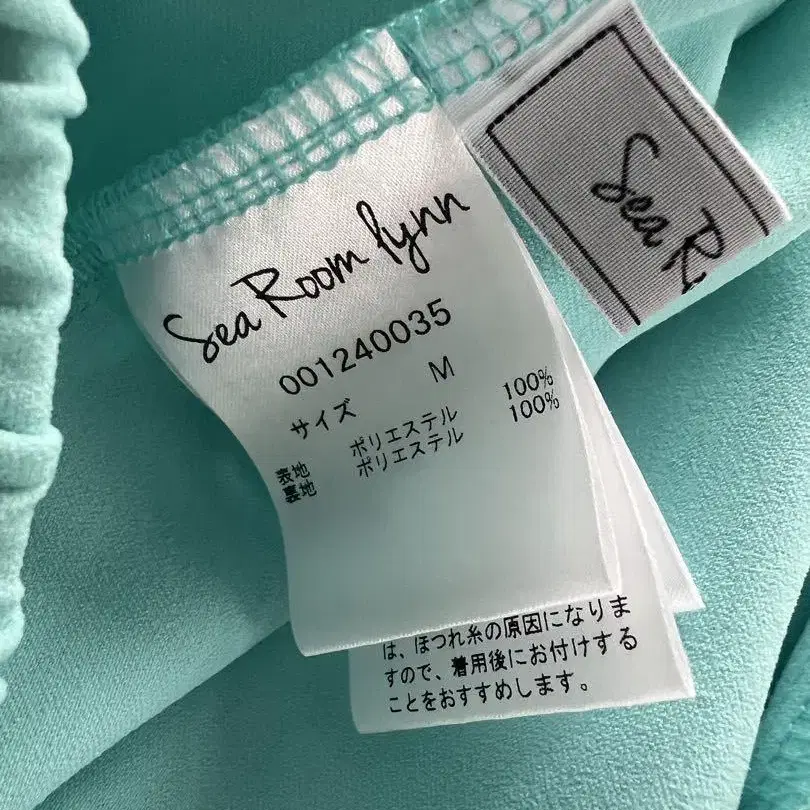 Sea Room lynn
001240035
サイズ M
表地 ポリエステル 100%
裏地 ポリエステル 100%
は、ほつれ糸の原因になりま
すので、着用後にお付けする
ことをおすすめします。
Sea